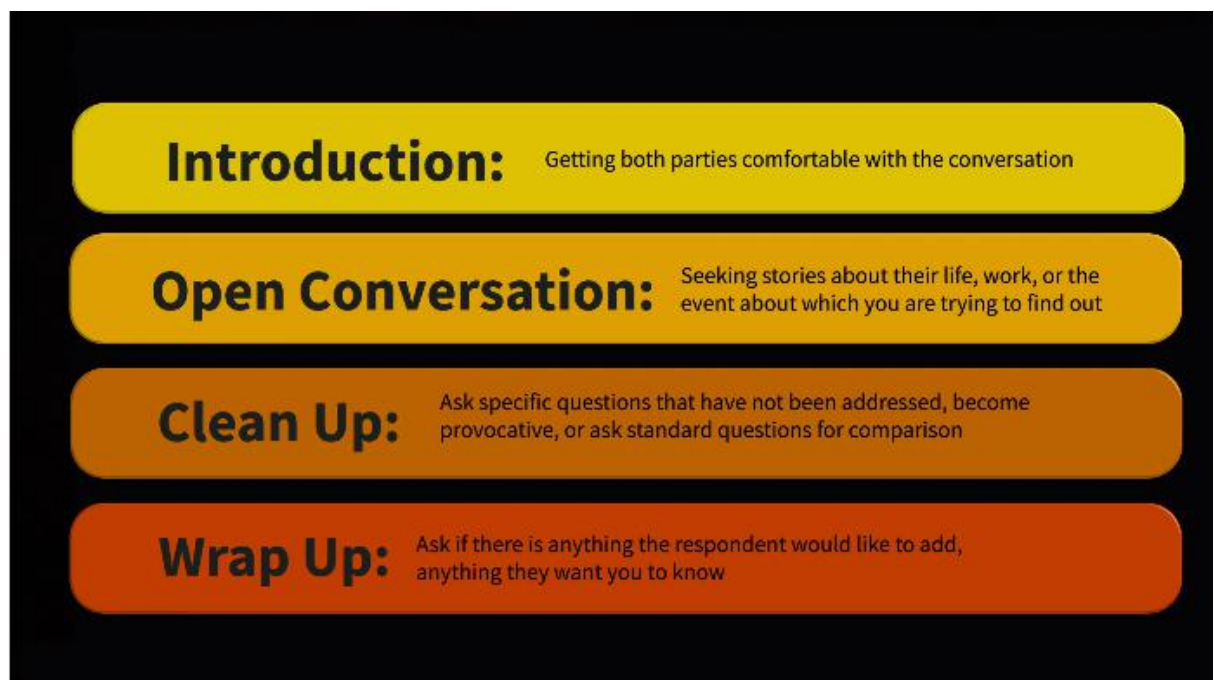 Introduction: Getting both parties comfortable with the conversation
Open Conversation: Seeking stories about their life, work, or the
event about which you are trying to find out
Clean Up: Ask specific questions that have not been addressed, become
provocative, or ask standard questions for comparison
Wrap Up: Ask if there is anything the respondent would like to add,
anything they want you to know